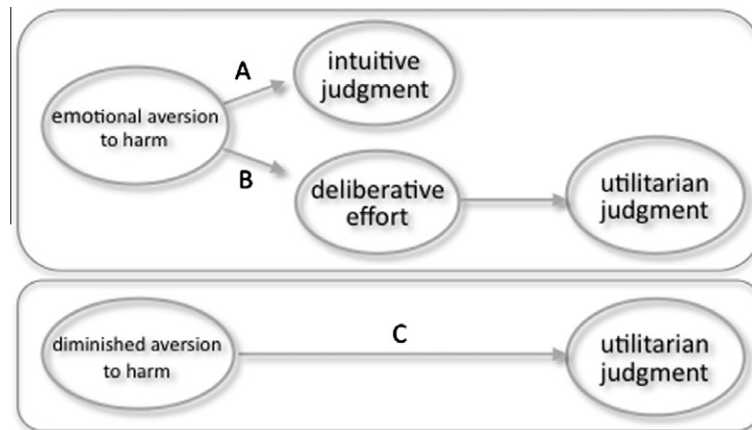 A
intuitive
judgment
emotional aversion
to harm
B
deliberative
effort
utilitarian
judgment
diminished aversion
to harm
C
utilitarian
judgment